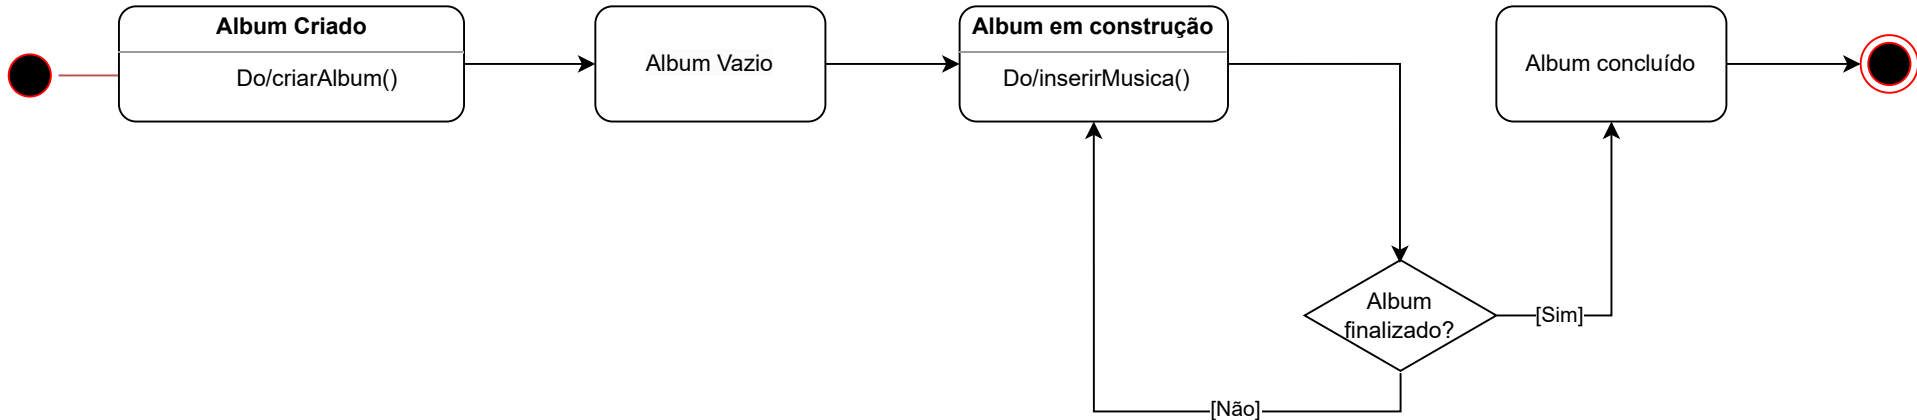 Album Criado
Do/criarAlbum()
Album Vazio
Album em construção
Do/inserirMusica()
Album concluído
Album
finalizado?
[Sim]
[Não]